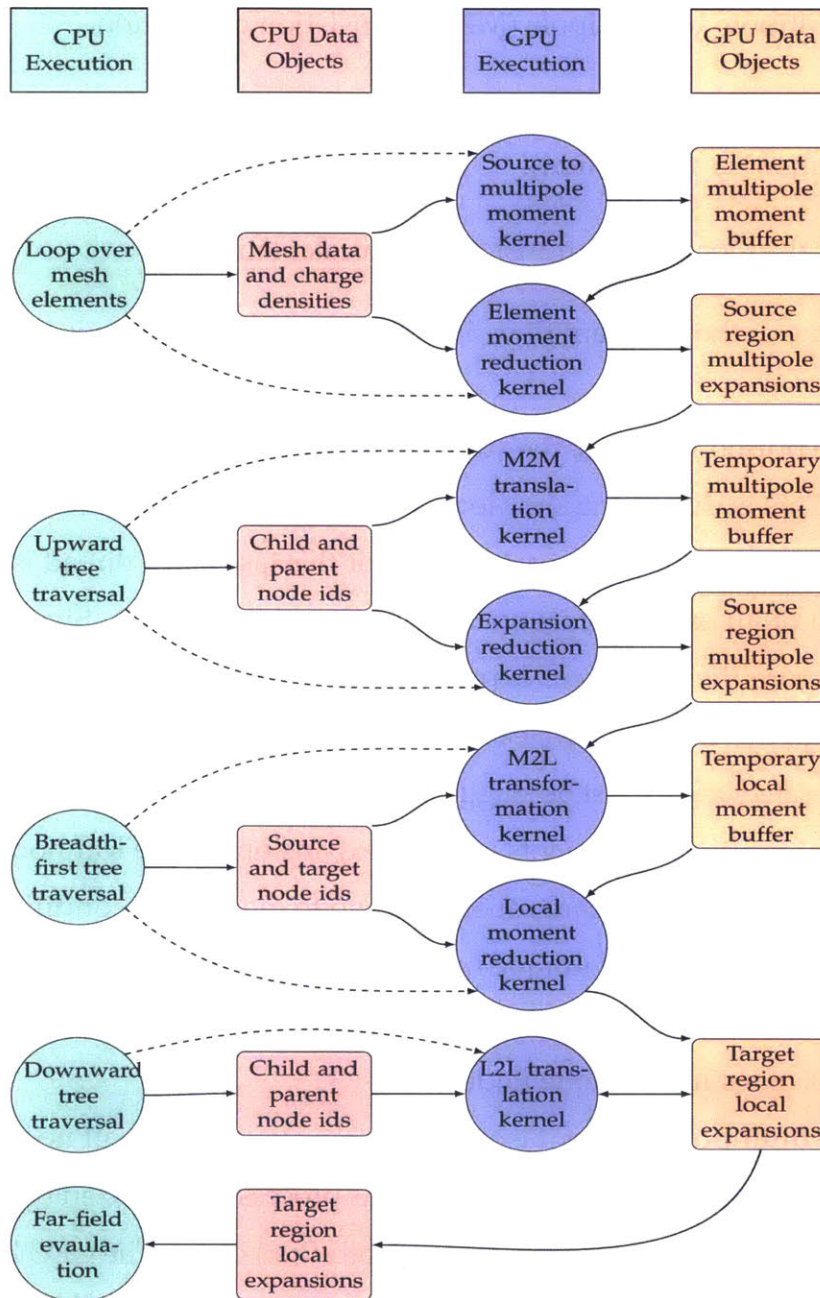 CPU
Execution
CPU Data
Objects
GPU
Execution
GPU Data
Objects
Loop over
mesh
elements
Mesh data
and charge
densities
Source to
multipole
moment
kernel
Element
multipole
moment
buffer
Element
moment
reduction
kernel
Source
region
multipole
expansions
Upward
tree
traversal
Child and
parent
node ids
M2M
transla-
tion
kernel
Temporary
multipole
moment
buffer
Expansion
reduction
kernel
Source
region
multipole
expansions
Breadth-
first tree
traversal
Source
and target
node ids
M2L
transfor-
mation
kernel
Temporary
local
moment
buffer
Local
moment
reduction
kernel
Downward
tree
traversal
Child and
parent
node ids
L2L trans-
lation
kernel
Target
region
local
expansions
Far-field
evaula-
tion
Target
region
local
expansions